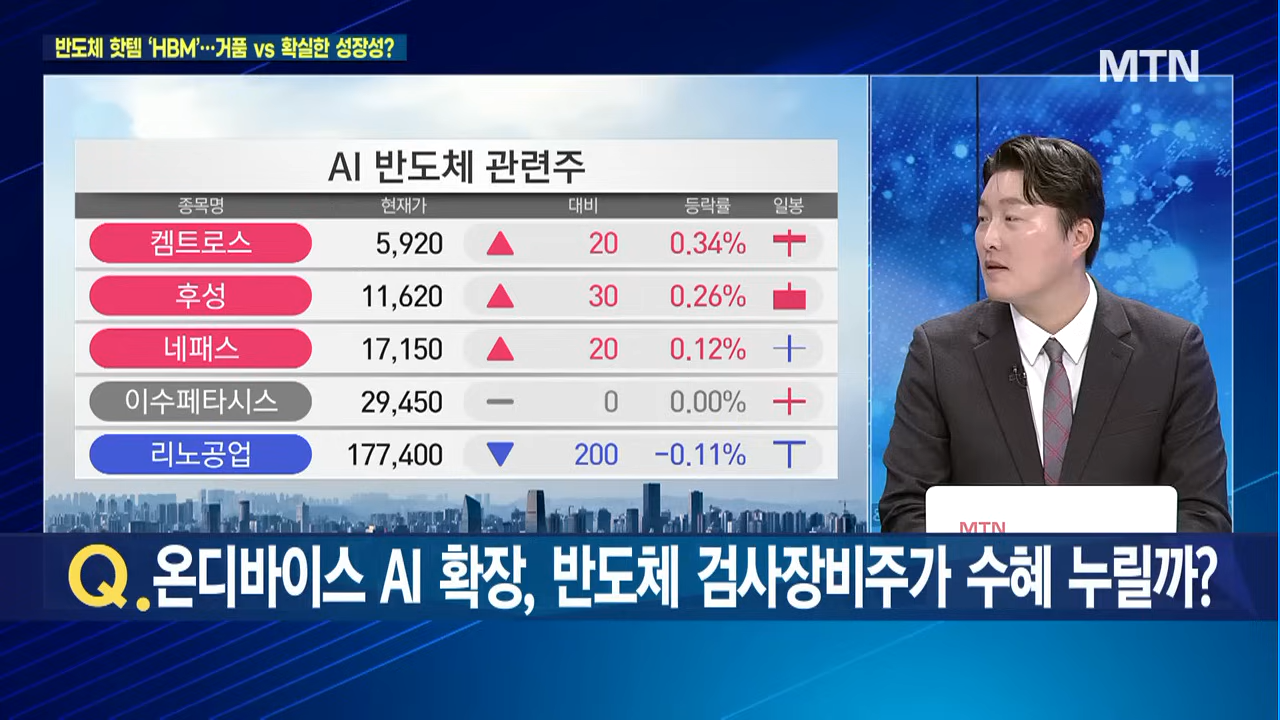 반도체 핫템 'HBM'…거품 vs 확실한 성장성?
MTN
AI 반도체 관련주
종목명 현재가 대비 등락률 일봉
켐트로스 5,920 ▲ 20 0.34%
후성 11,620 ▲ 30 0.26%
네패스 17,150 ▲ 20 0.12%
이수페타시스 29,450 − 0 0.00%
리노공업 177,400 ▼ 200 -0.11%
MTN
Q. 온디바이스 AI 확장, 반도체 검사장비주가 수혜 누릴까?